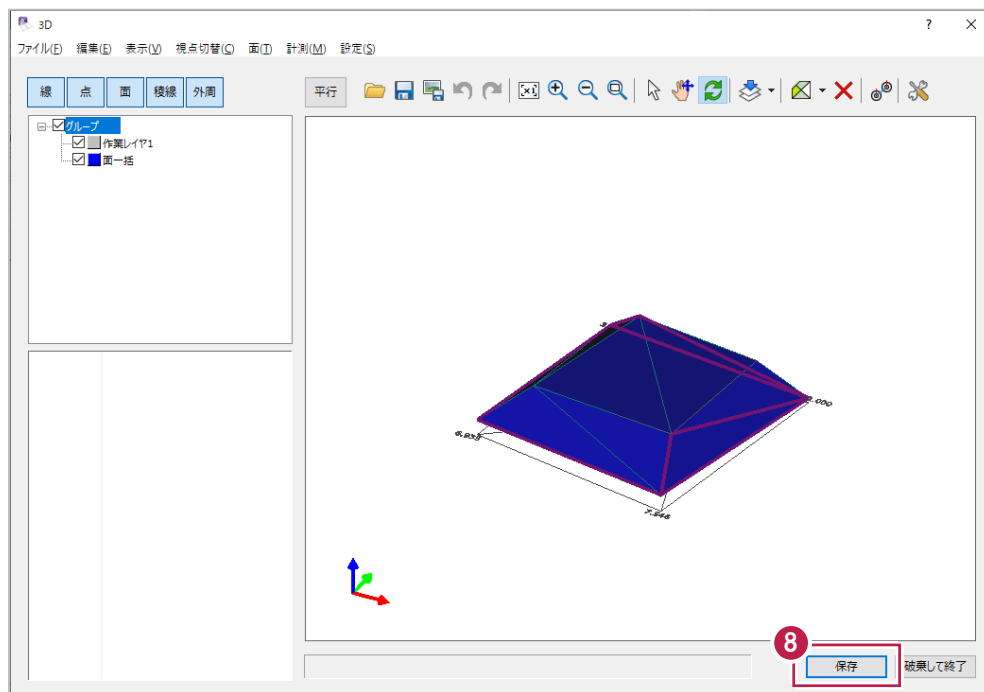 3D
?
ファイル(F) 編集(E) 表示(V) 視点切替(C) 面(T) 計測(M) 設定(S)
線 点 面 稜線 外周 平行
グループ
作業レイヤ1
面一括
7.546
8
保存 破棄して終了